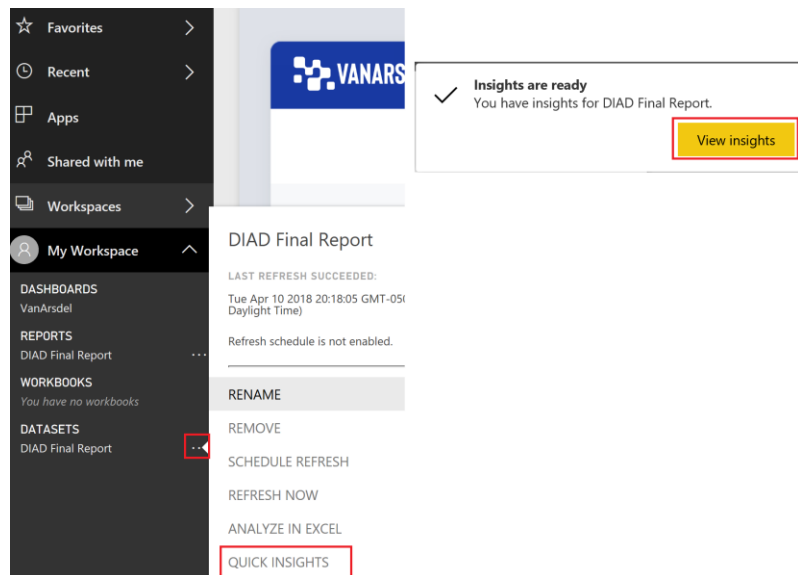 Favorites
Recent
Apps
Shared with me
Workspaces
My Workspace
DASHBOARDS
VanArsdel
REPORTS
DIAD Final Report
WORKBOOKS
You have no workbooks
DATASETS
DIAD Final Report
VANARS
DIAD Final Report
LAST REFRESH SUCCEEDED:
Tue Apr 10 2018 20:18:05 GMT-050
Daylight Time)
Refresh schedule is not enabled.
RENAME
REMOVE
SCHEDULE REFRESH
REFRESH NOW
ANALYZE IN EXCEL
QUICK INSIGHTS
Insights are ready
You have insights for DIAD Final Report.
View insights